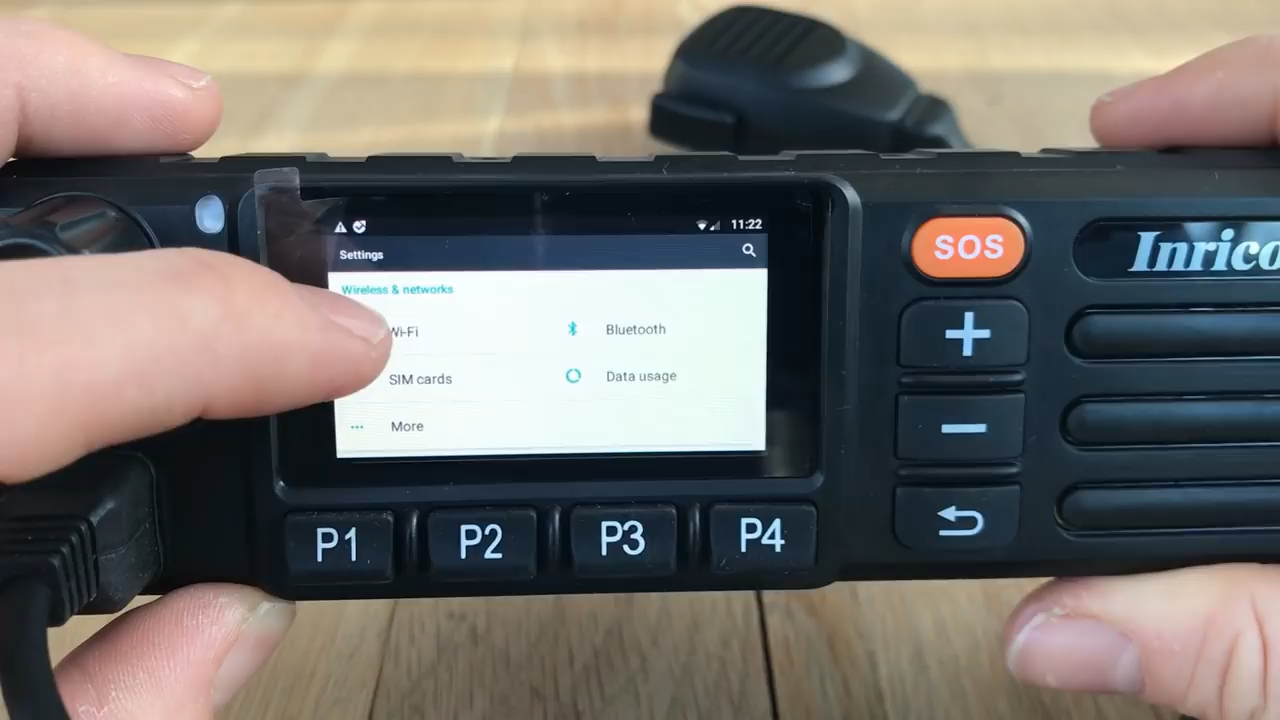 11:22
Settings
Wireless & networks
Wi-Fi
Bluetooth
SIM cards
Data usage
More
SOS
Inrico
+
−
P1
P2
P3
P4